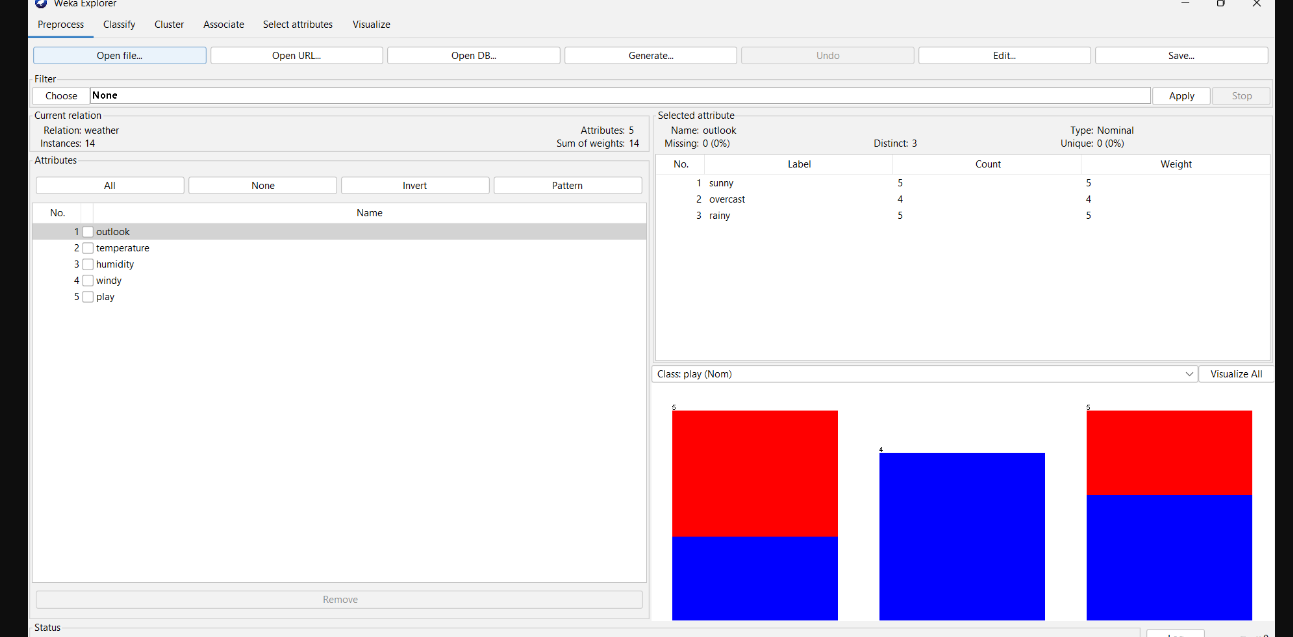 Weka Explorer
Preprocess Classify Cluster Associate Select attributes Visualize
Open file... Open URL... Open DB... Generate... Undo Edit... Save...
Filter
Choose None Apply Stop
Current relation
Relation: weather Attributes: 5
Instances: 14 Sum of weights: 14
Attributes
All None Invert Pattern
No. Name
1 outlook
2 temperature
3 humidity
4 windy
5 play
Remove
Selected attribute
Name: outlook Type: Nominal
Missing: 0 (0%) Distinct: 3 Unique: 0 (0%)
No. Label Count Weight
1 sunny 5 5
2 overcast 4 4
3 rainy 5 5
Class: play (Nom) Visualize All
5 4 5
Status